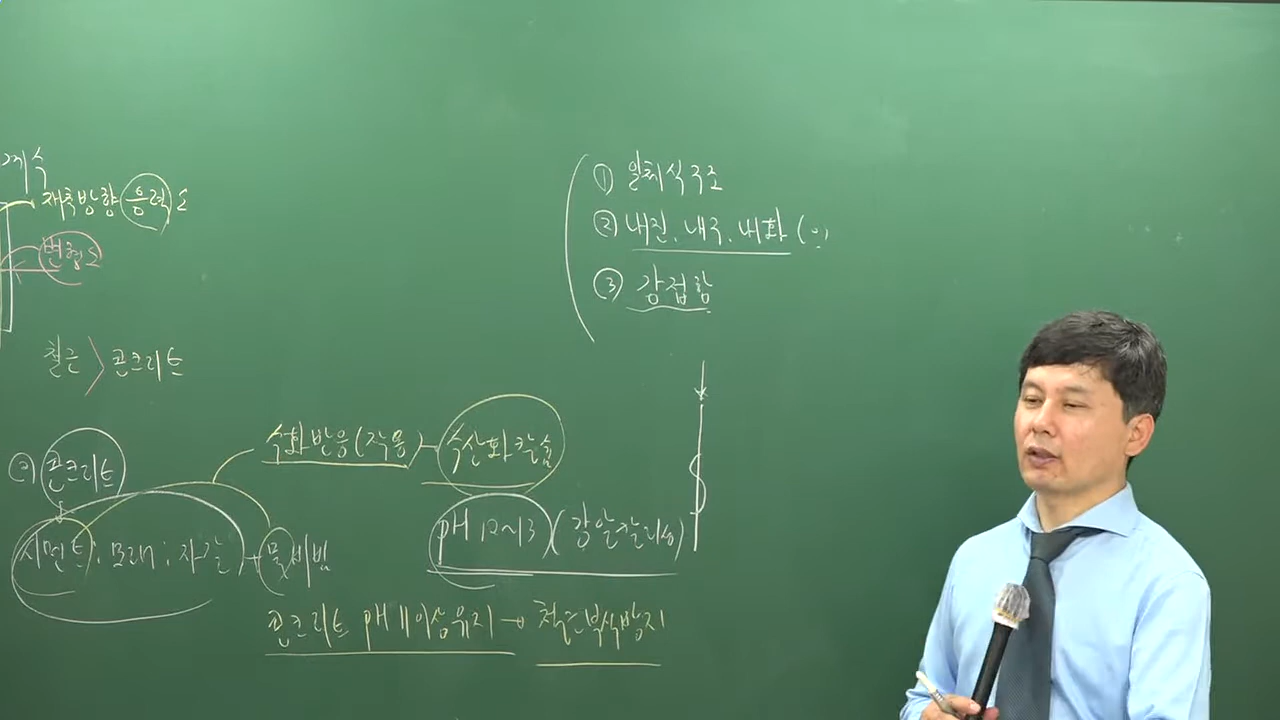 계수
재축방향 응력도
변형도
철근 > 콘크리트
② 콘크리트
시멘트 : 모래 : 자갈 + 물비빔
수화반응(작용) - 수산화칼슘
pH 12~13 (강알칼리성)
콘크리트 pH 11이상유지 → 철근부식방지
① 일체식구조
② 내진, 내구, 내화
③ 강접합